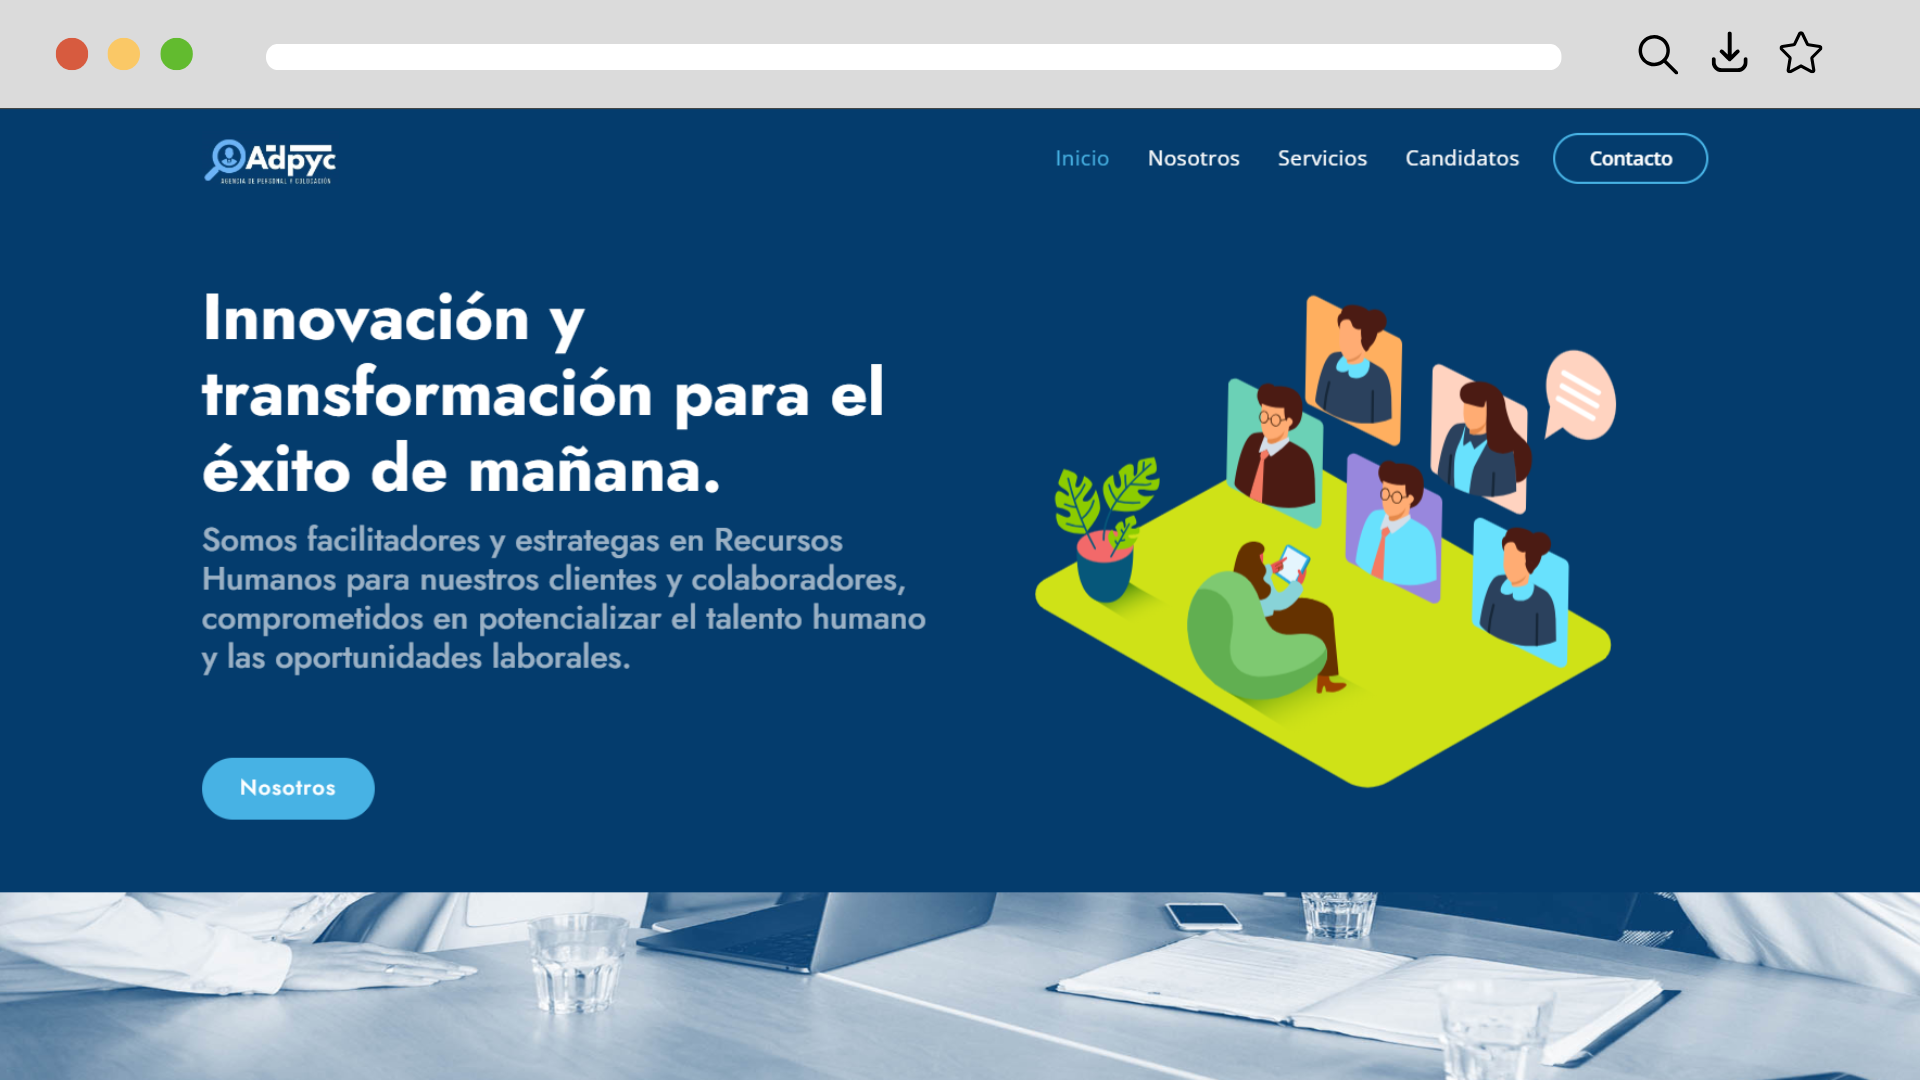 Adpyc
AGENCIA DE PERSONAL Y COLOCACIÓN
Inicio Nosotros Servicios Candidatos Contacto
Innovación y
transformación para el
éxito de mañana.
Somos facilitadores y estrategas en Recursos
Humanos para nuestros clientes y colaboradores,
comprometidos en potencializar el talento humano
y las oportunidades laborales.
Nosotros